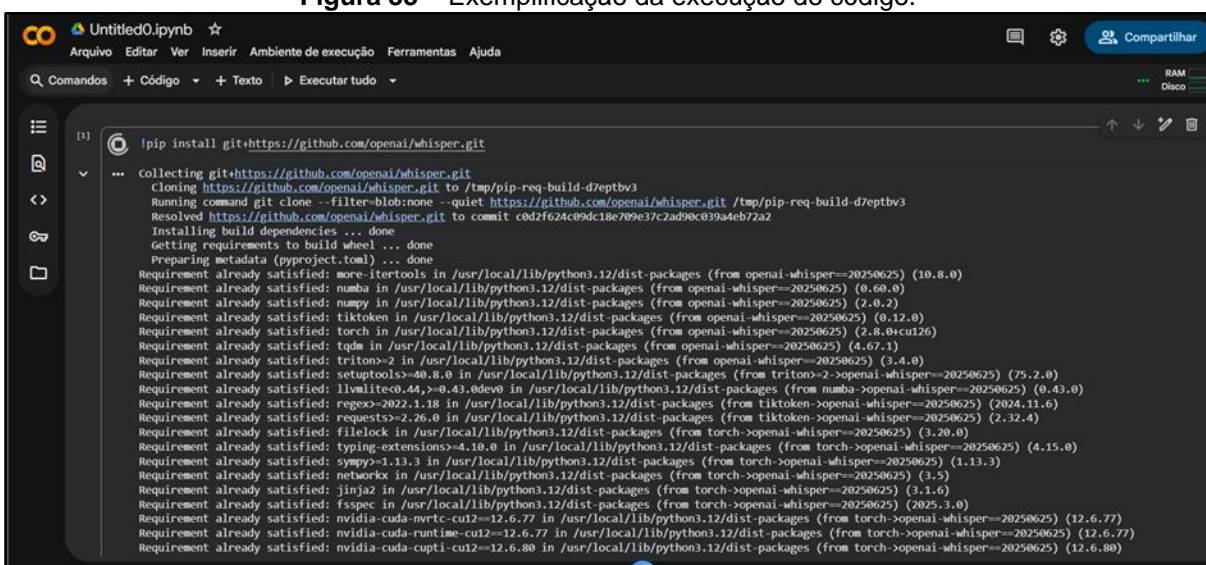 Figura 53 – Exemplificação da execução do código.
CO Untitled0.ipynb
Arquivo Editar Ver Inserir Ambiente de execução Ferramentas Ajuda
Compartilhar
Comandos + Código + Texto Executar tudo
RAM
Disco
[1] !pip install git+https://github.com/openai/whisper.git
Collecting git+https://github.com/openai/whisper.git
Cloning https://github.com/openai/whisper.git to /tmp/pip-req-build-d7eptbv3
Running command git clone --filter=blob:none --quiet https://github.com/openai/whisper.git /tmp/pip-req-build-d7eptbv3
Resolved https://github.com/openai/whisper.git to commit c0d2f624c09dc18e709e37c2ad90c039a4eb72a2
Installing build dependencies ... done
Getting requirements to build wheel ... done
Preparing metadata (pyproject.toml) ... done
Requirement already satisfied: more-itertools in /usr/local/lib/python3.12/dist-packages (from openai-whisper==20250625) (10.8.0)
Requirement already satisfied: numba in /usr/local/lib/python3.12/dist-packages (from openai-whisper==20250625) (0.60.0)
Requirement already satisfied: numpy in /usr/local/lib/python3.12/dist-packages (from openai-whisper==20250625) (2.0.2)
Requirement already satisfied: tiktoken in /usr/local/lib/python3.12/dist-packages (from openai-whisper==20250625) (0.12.0)
Requirement already satisfied: torch in /usr/local/lib/python3.12/dist-packages (from openai-whisper==20250625) (2.8.0+cu126)
Requirement already satisfied: tqdm in /usr/local/lib/python3.12/dist-packages (from openai-whisper==20250625) (4.67.1)
Requirement already satisfied: triton>=2 in /usr/local/lib/python3.12/dist-packages (from openai-whisper==20250625) (3.4.0)
Requirement already satisfied: setuptools>=40.8.0 in /usr/local/lib/python3.12/dist-packages (from triton>=2->openai-whisper==20250625) (75.2.0)
Requirement already satisfied: llvmlite<0.44,>=0.43.0dev0 in /usr/local/lib/python3.12/dist-packages (from numba->openai-whisper==20250625) (0.43.0)
Requirement already satisfied: regex>=2022.1.18 in /usr/local/lib/python3.12/dist-packages (from tiktoken->openai-whisper==20250625) (2024.11.6)
Requirement already satisfied: requests>=2.26.0 in /usr/local/lib/python3.12/dist-packages (from tiktoken->openai-whisper==20250625) (2.32.4)
Requirement already satisfied: filelock in /usr/local/lib/python3.12/dist-packages (from torch->openai-whisper==20250625) (3.20.0)
Requirement already satisfied: typing-extensions>=4.10.0 in /usr/local/lib/python3.12/dist-packages (from torch->openai-whisper==20250625) (4.15.0)
Requirement already satisfied: sympy>=1.13.3 in /usr/local/lib/python3.12/dist-packages (from torch->openai-whisper==20250625) (1.13.3)
Requirement already satisfied: networkx in /usr/local/lib/python3.12/dist-packages (from torch->openai-whisper==20250625) (3.5)
Requirement already satisfied: jinja2 in /usr/local/lib/python3.12/dist-packages (from torch->openai-whisper==20250625) (3.1.6)
Requirement already satisfied: fsspec in /usr/local/lib/python3.12/dist-packages (from torch->openai-whisper==20250625) (2025.3.0)
Requirement already satisfied: nvidia-cuda-nvrtc-cu12==12.6.77 in /usr/local/lib/python3.12/dist-packages (from torch->openai-whisper==20250625) (12.6.77)
Requirement already satisfied: nvidia-cuda-runtime-cu12==12.6.77 in /usr/local/lib/python3.12/dist-packages (from torch->openai-whisper==20250625) (12.6.77)
Requirement already satisfied: nvidia-cuda-cupti-cu12==12.6.80 in /usr/local/lib/python3.12/dist-packages (from torch->openai-whisper==20250625) (12.6.80)